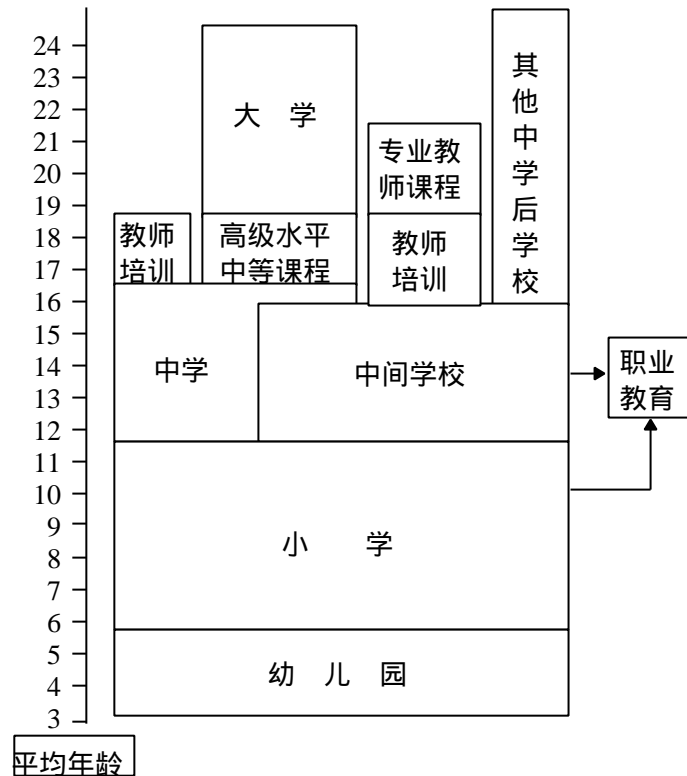 24
23
22
21
20
19
18
17
16
15
14
13
12
11
10
9
8
7
6
5
4
3
平均年龄
大 学
其
他
中
学
后
学
校
专业教
师课程
教师
培训
高级水平
中等课程
教师
培训
中学
中间学校
职业
教育
小 学
幼 儿 园